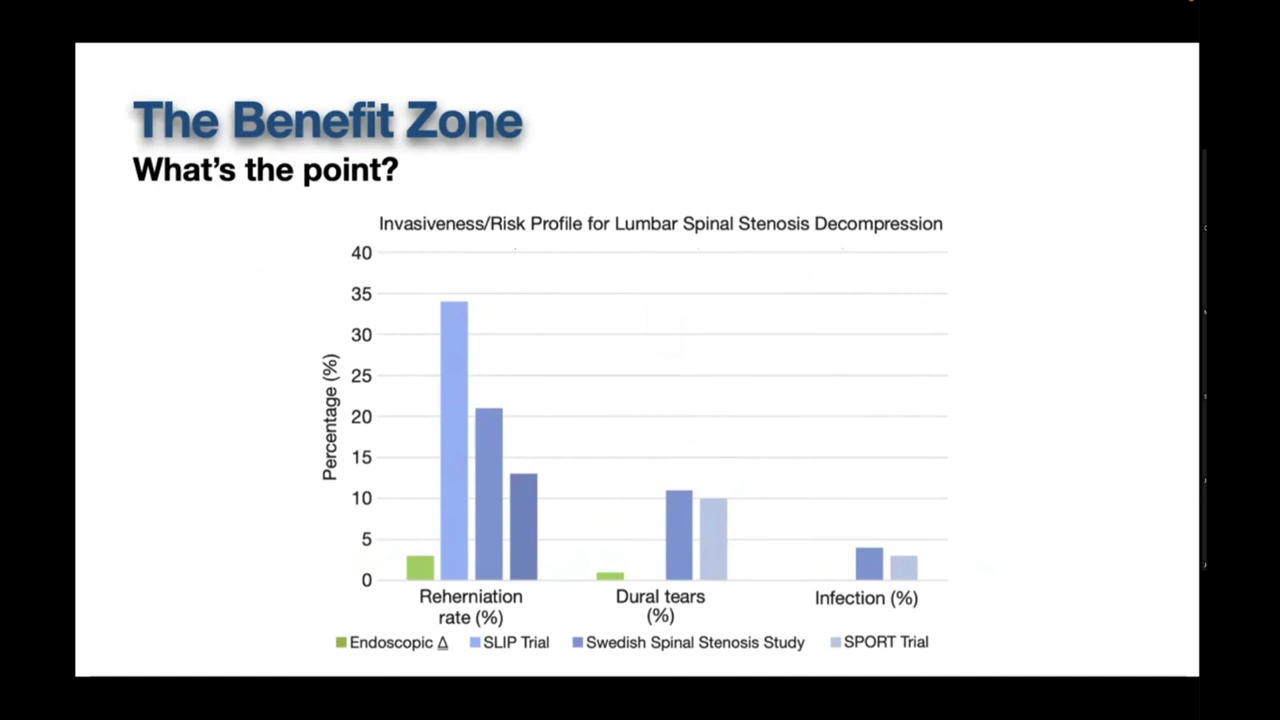 The Benefit Zone
What's the point?
Invasiveness/Risk Profile for Lumbar Spinal Stenosis Decompression
40
35
30
25
20
15
10
5
0
Percentage (%)
Reherniation
rate (%)
Dural tears
(%)
Infection (%)
Endoscopic Δ SLIP Trial Swedish Spinal Stenosis Study SPORT Trial